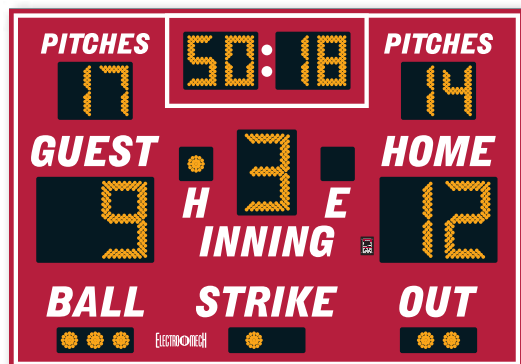 PITCHES
50:18
PITCHES
17
14
GUEST
HOME
9
3
12
H
E
INNING
BALL
STRIKE
OUT
ELECTRO-MECH